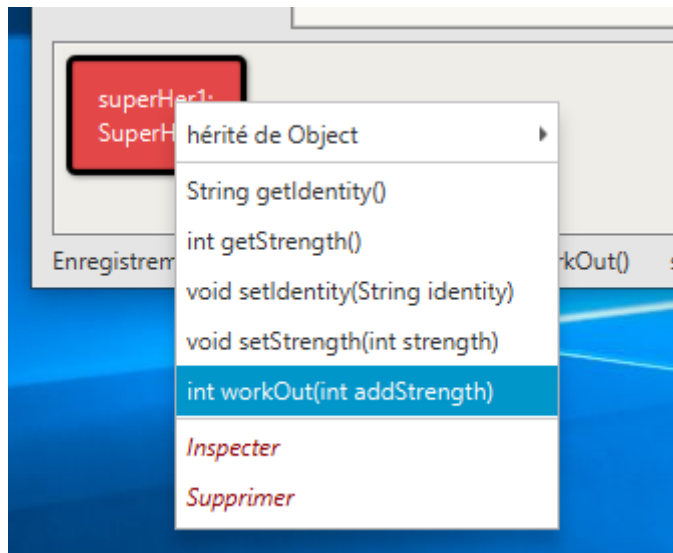 superHer1:
SuperH
hérité de Object
String getIdentity()
int getStrength()
Enregistrem
rkOut()
void setIdentity(String identity)
void setStrength(int strength)
int workOut(int addStrength)
Inspecter
Supprimer